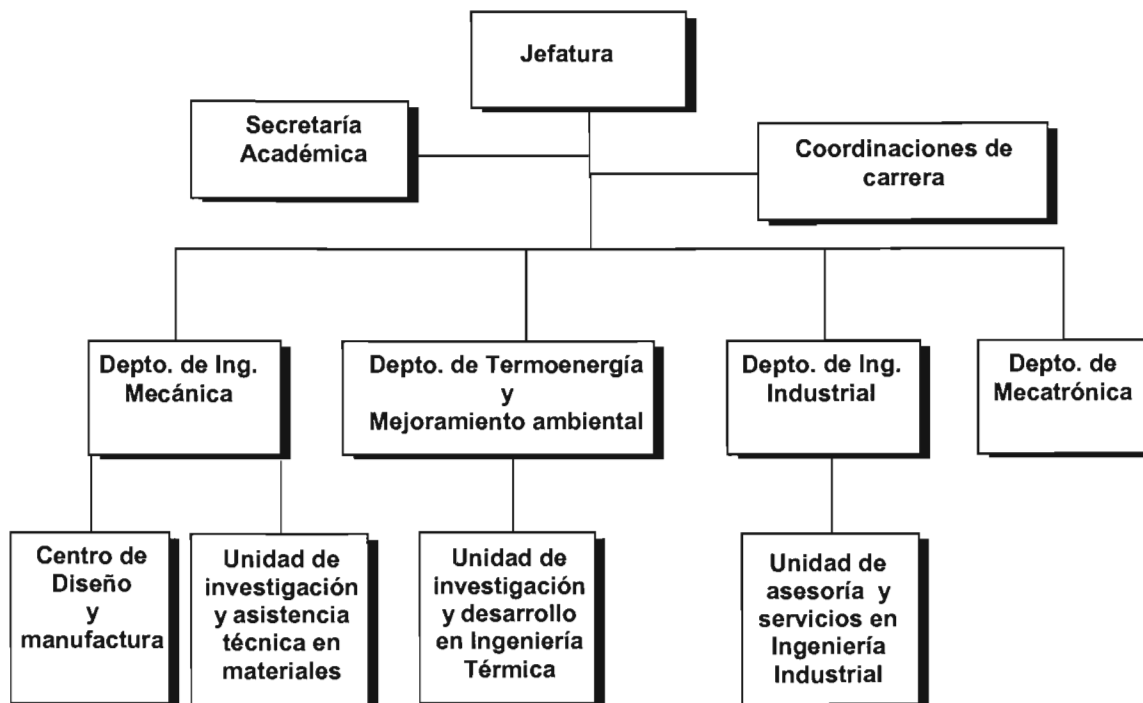 Jefatura
Secretaría
Académica
Coordinaciones de
carrera
Depto. de Ing.
Mecánica
Depto. de Termoenergía
y
Mejoramiento ambiental
Depto. de Ing.
Industrial
Depto. de
Mecatrónica
Centro de
Diseño
y
manufactura
Unidad de
investigación
y asistencia
técnica en
materiales
Unidad de
investigación
y desarrollo
en Ingeniería
Térmica
Unidad de
asesoría y
servicios en
Ingeniería
Industrial